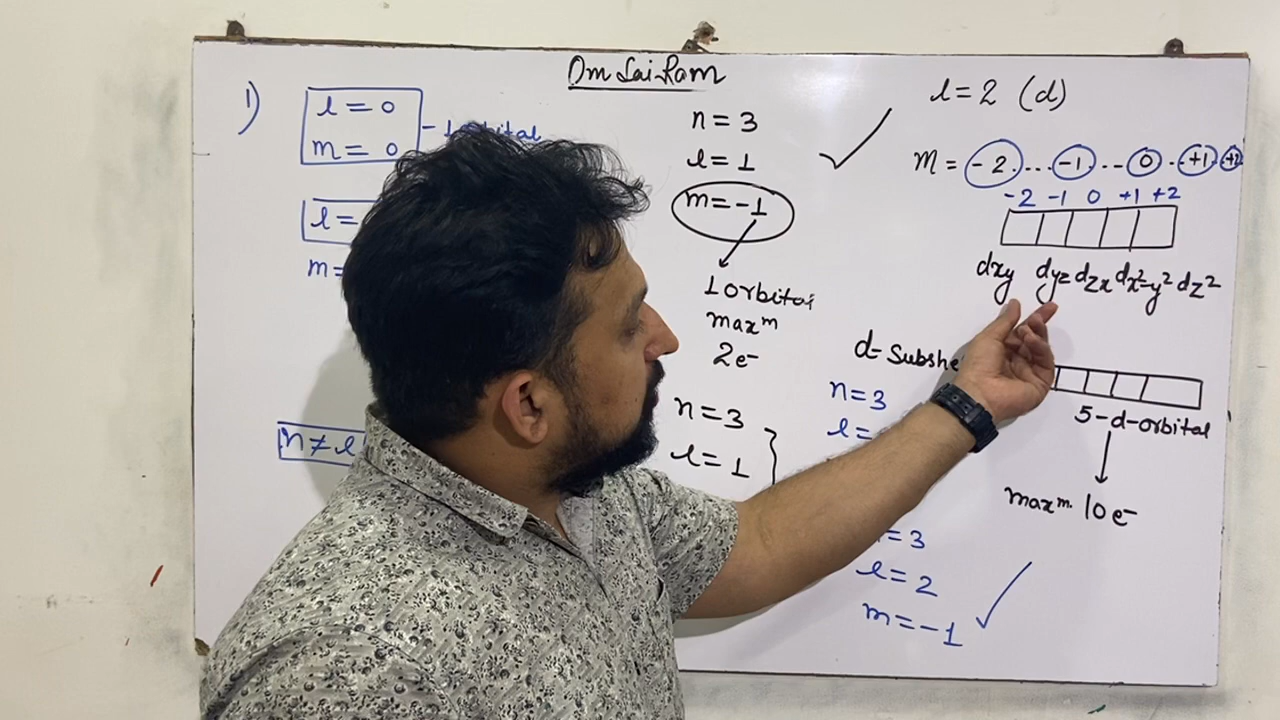 Om Sai Ram
1)
l = 0
m = 0
l =
m =
n ≠ l
n = 3
l = 1
m = -1
1 orbital
maxᵐ
2e⁻
n = 3
l = 1
l = 2 (d)
m = -2 ... -1 .. 0 . +1 +2
-2 -1 0 +1 +2
dxy dyz dzx dx²-y² dz²
d-Subshe
n = 3
l =
5-d-orbital
maxᵐ. 10e⁻
= 3
l = 2
m = -1